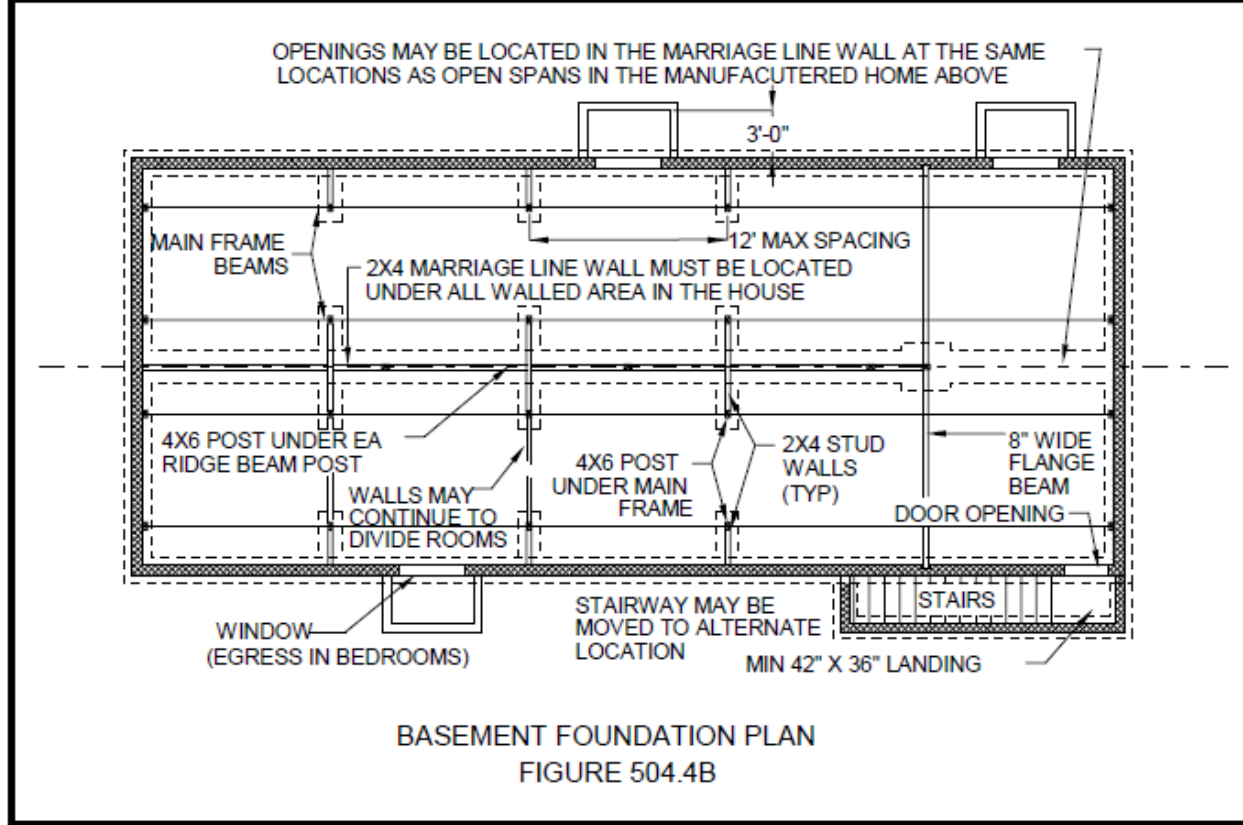 OPENINGS MAY BE LOCATED IN THE MARRIAGE LINE WALL AT THE SAME
LOCATIONS AS OPEN SPANS IN THE MANUFACUTERED HOME ABOVE
3'-0"
MAIN FRAME
BEAMS
12' MAX SPACING
2X4 MARRIAGE LINE WALL MUST BE LOCATED
UNDER ALL WALLED AREA IN THE HOUSE
4X6 POST UNDER EA
RIDGE BEAM POST
WALLS MAY
CONTINUE TO
DIVIDE ROOMS
4X6 POST
UNDER MAIN
FRAME
2X4 STUD
WALLS
(TYP)
8" WIDE
FLANGE
BEAM
DOOR OPENING
STAIRS
WINDOW
(EGRESS IN BEDROOMS)
STAIRWAY MAY BE
MOVED TO ALTERNATE
LOCATION
MIN 42" X 36" LANDING
BASEMENT FOUNDATION PLAN
FIGURE 504.4B